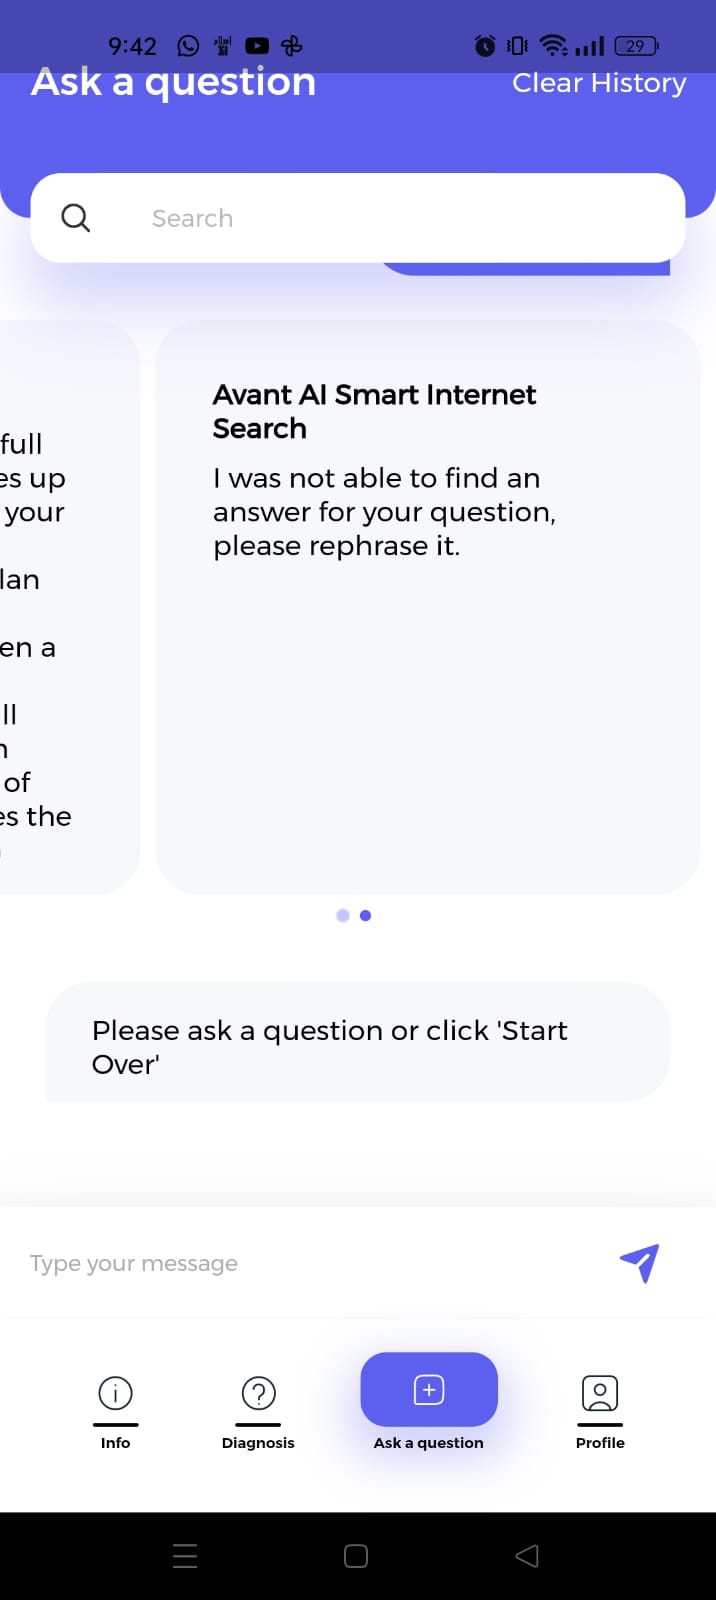 9:42
29
Ask a question
Clear History
Search
full
es up
your
lan
en a
ll
of
es the
Avant AI Smart Internet
Search
I was not able to find an
answer for your question,
please rephrase it.
Please ask a question or click 'Start
Over'
Type your message
Info
Diagnosis
Ask a question
Profile